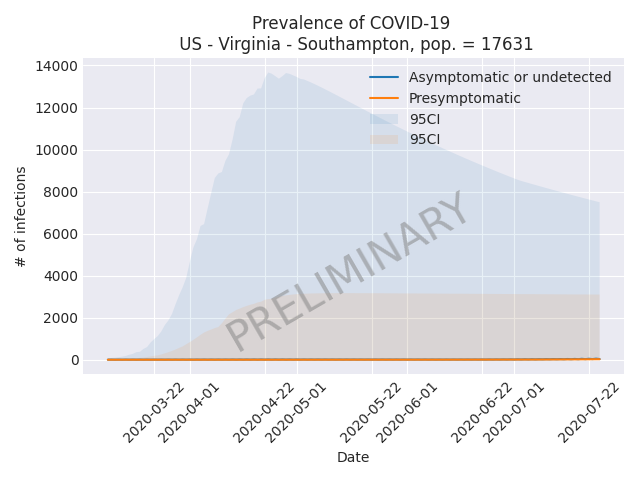 Prevalence of COVID-19
US - Virginia - Southampton, pop. = 17631
14000
12000
10000
8000
6000
4000
2000
0
# of infections
Asymptomatic or undetected
Presymptomatic
95CI
95CI
PRELIMINARY
2020-03-22
2020-04-01
2020-04-22
2020-05-01
2020-05-22
2020-06-01
2020-06-22
2020-07-01
2020-07-22
Date